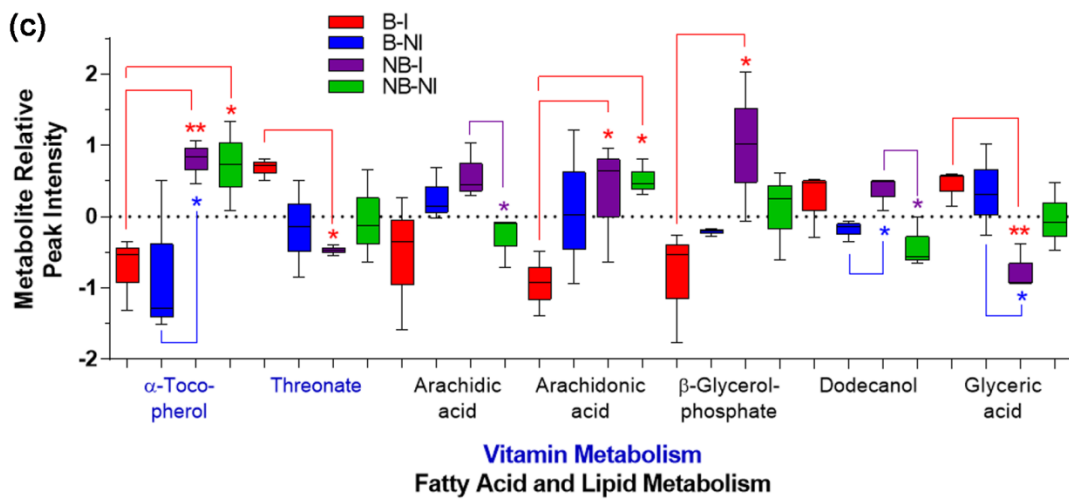 (c)
B-I
B-NI
NB-I
NB-NI
Metabolite Relative
Peak Intensity
2
1
0
-1
-2
** * * * * * * * * * * ** *
α-Toco-
pherol
Threonate
Arachidic
acid
Arachidonic
acid
β-Glycerol-
phosphate
Dodecanol
Glyceric
acid
Vitamin Metabolism
Fatty Acid and Lipid Metabolism